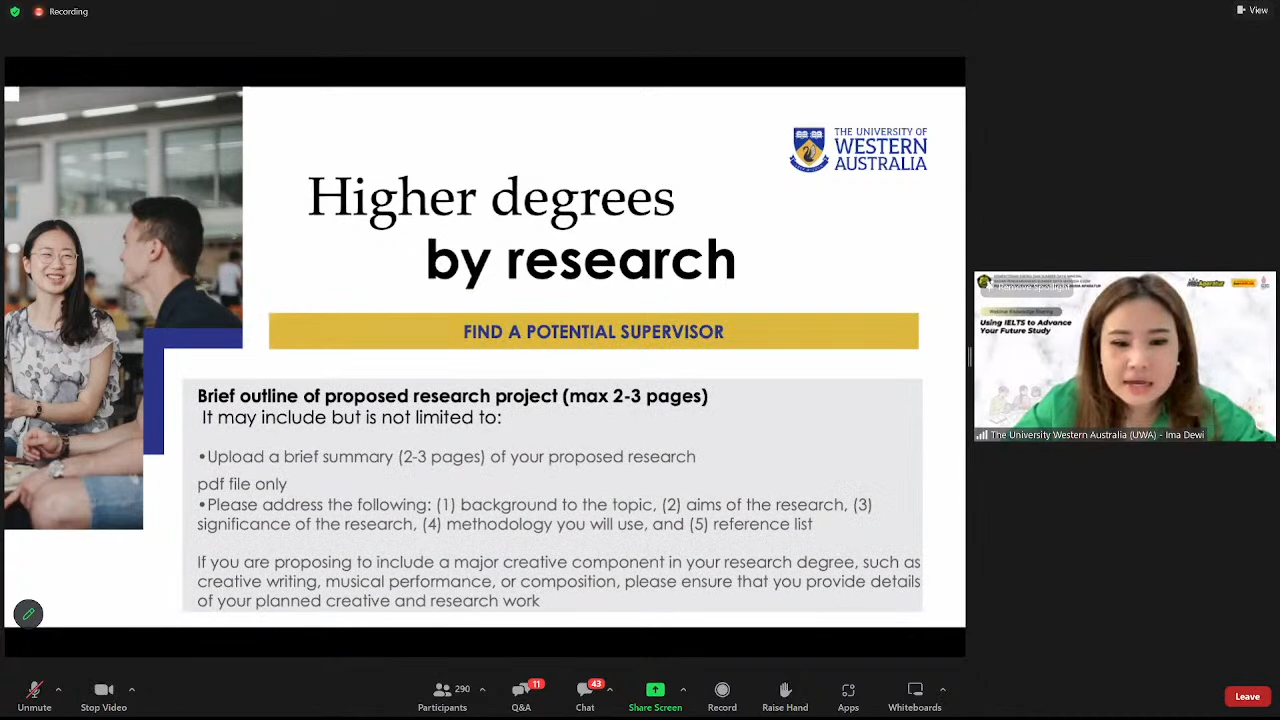 Recording
View
THE UNIVERSITY OF
WESTERN
AUSTRALIA
Higher degrees
by research
FIND A POTENTIAL SUPERVISOR
Brief outline of proposed research project (max 2-3 pages)
It may include but is not limited to:
•Upload a brief summary (2-3 pages) of your proposed research
pdf file only
•Please address the following: (1) background to the topic, (2) aims of the research, (3)
significance of the research, (4) methodology you will use, and (5) reference list
If you are proposing to include a major creative component in your research degree, such as
creative writing, musical performance, or composition, please ensure that you provide details
of your planned creative and research work
Webinar Knowledge Sharing
Using IELTS to Advance
Your Future Study
The University Western Australia (UWA) - Ima Dewi
Unmute
Stop Video
290
Participants
11
Q&A
43
Chat
Share Screen
Record
Raise Hand
Apps
Whiteboards
Leave